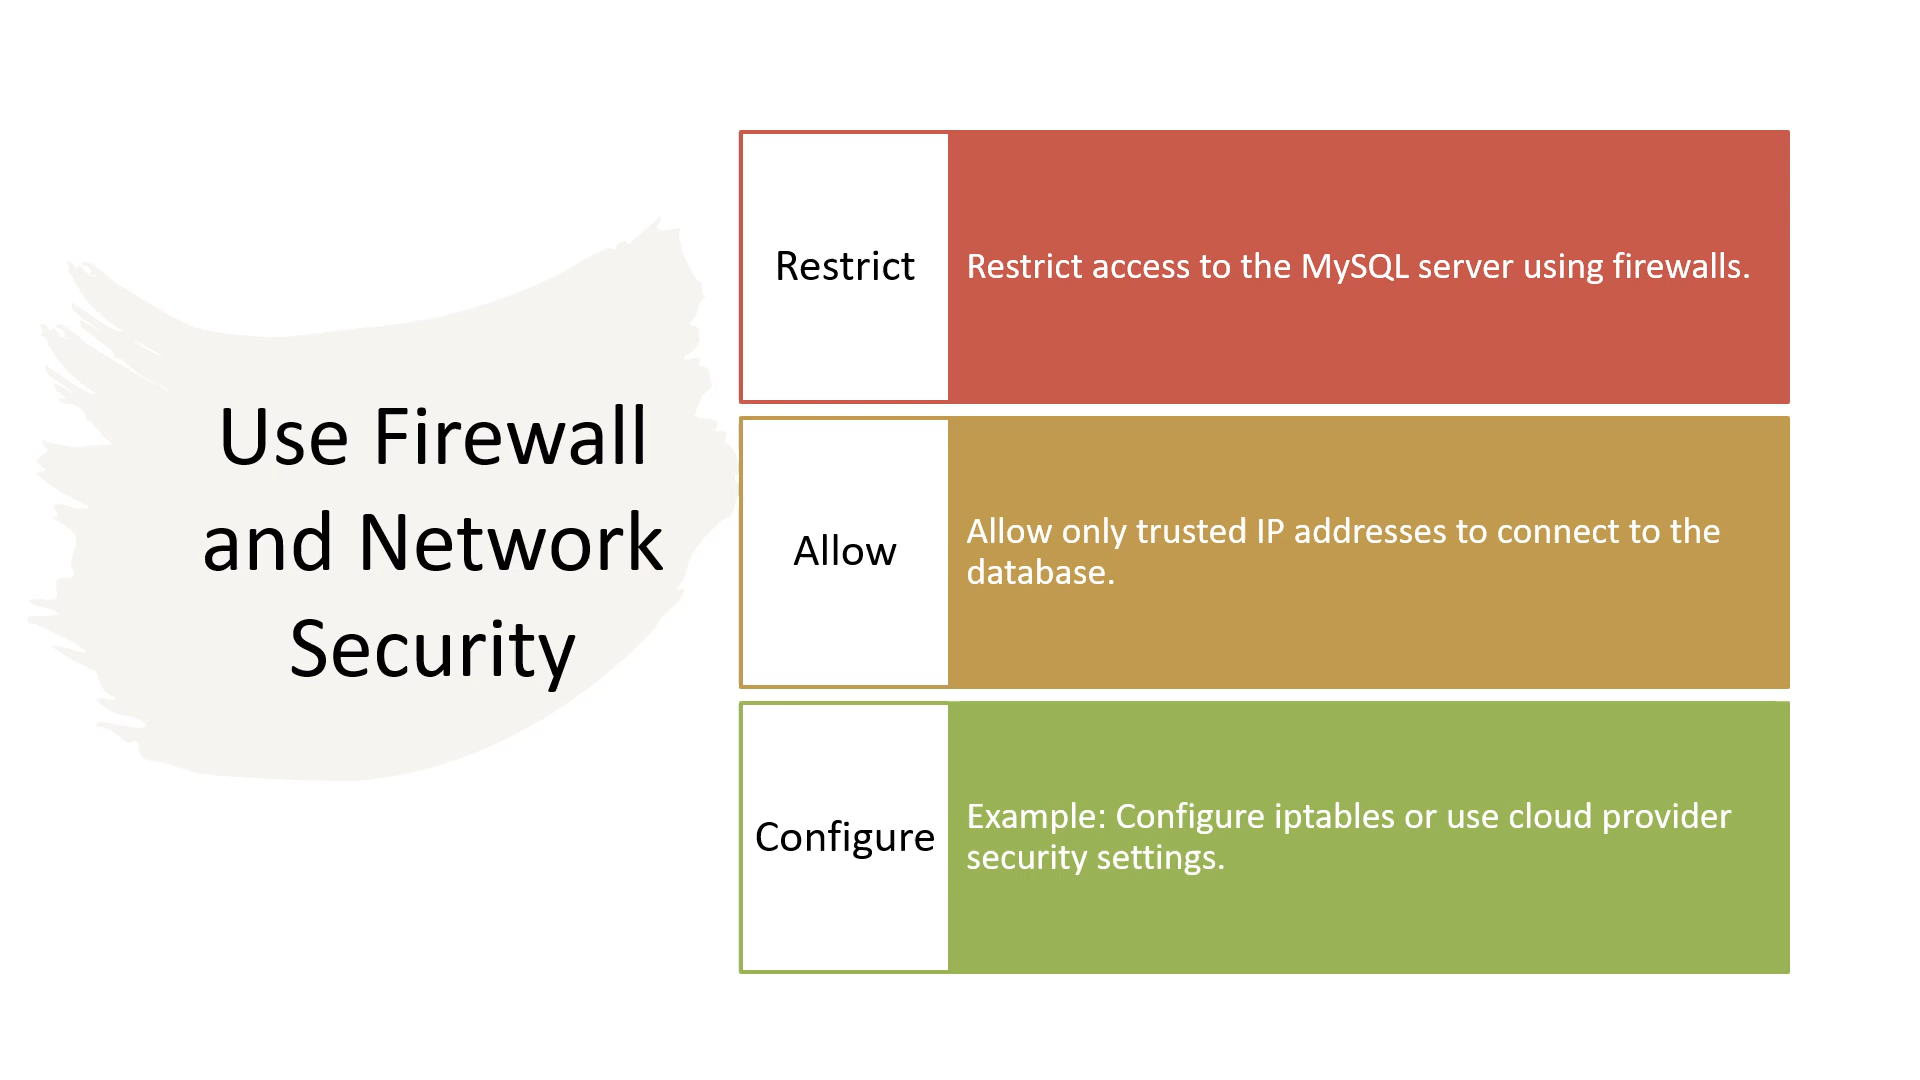 Use Firewall
and Network
Security
Restrict
Restrict access to the MySQL server using firewalls.
Allow
Allow only trusted IP addresses to connect to the
database.
Configure
Example: Configure iptables or use cloud provider
security settings.